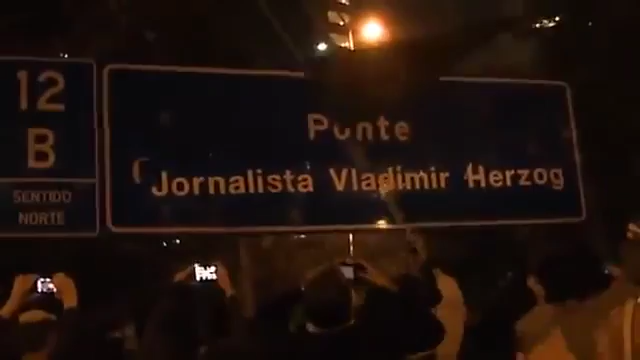 12
B
SENTIDO
NORTE
Ponte
Jornalista Vladimir Herzog